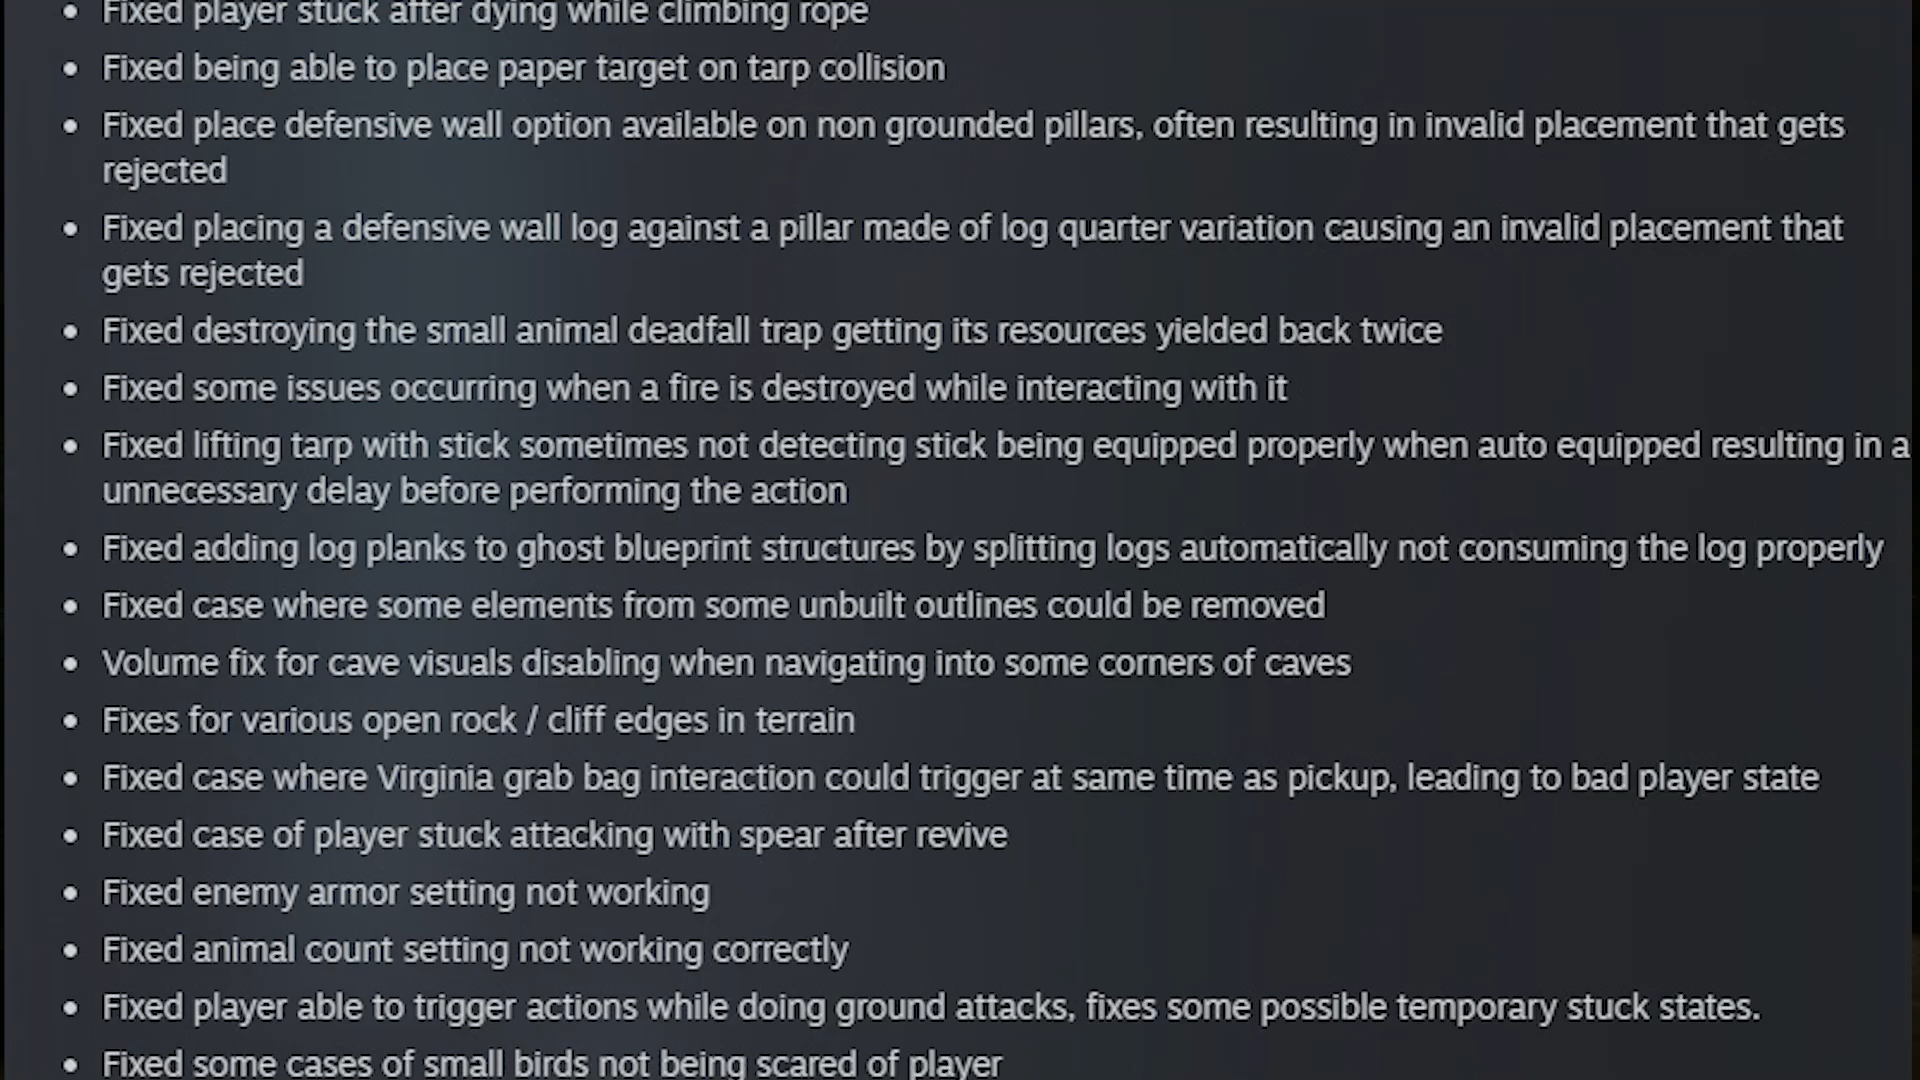 • Fixed player stuck after dying while climbing rope
• Fixed being able to place paper target on tarp collision
• Fixed place defensive wall option available on non grounded pillars, often resulting in invalid placement that gets
rejected
• Fixed placing a defensive wall log against a pillar made of log quarter variation causing an invalid placement that
gets rejected
• Fixed destroying the small animal deadfall trap getting its resources yielded back twice
• Fixed some issues occurring when a fire is destroyed while interacting with it
• Fixed lifting tarp with stick sometimes not detecting stick being equipped properly when auto equipped resulting in a
unnecessary delay before performing the action
• Fixed adding log planks to ghost blueprint structures by splitting logs automatically not consuming the log properly
• Fixed case where some elements from some unbuilt outlines could be removed
• Volume fix for cave visuals disabling when navigating into some corners of caves
• Fixes for various open rock / cliff edges in terrain
• Fixed case where Virginia grab bag interaction could trigger at same time as pickup, leading to bad player state
• Fixed case of player stuck attacking with spear after revive
• Fixed enemy armor setting not working
• Fixed animal count setting not working correctly
• Fixed player able to trigger actions while doing ground attacks, fixes some possible temporary stuck states.
• Fixed some cases of small birds not being scared of player